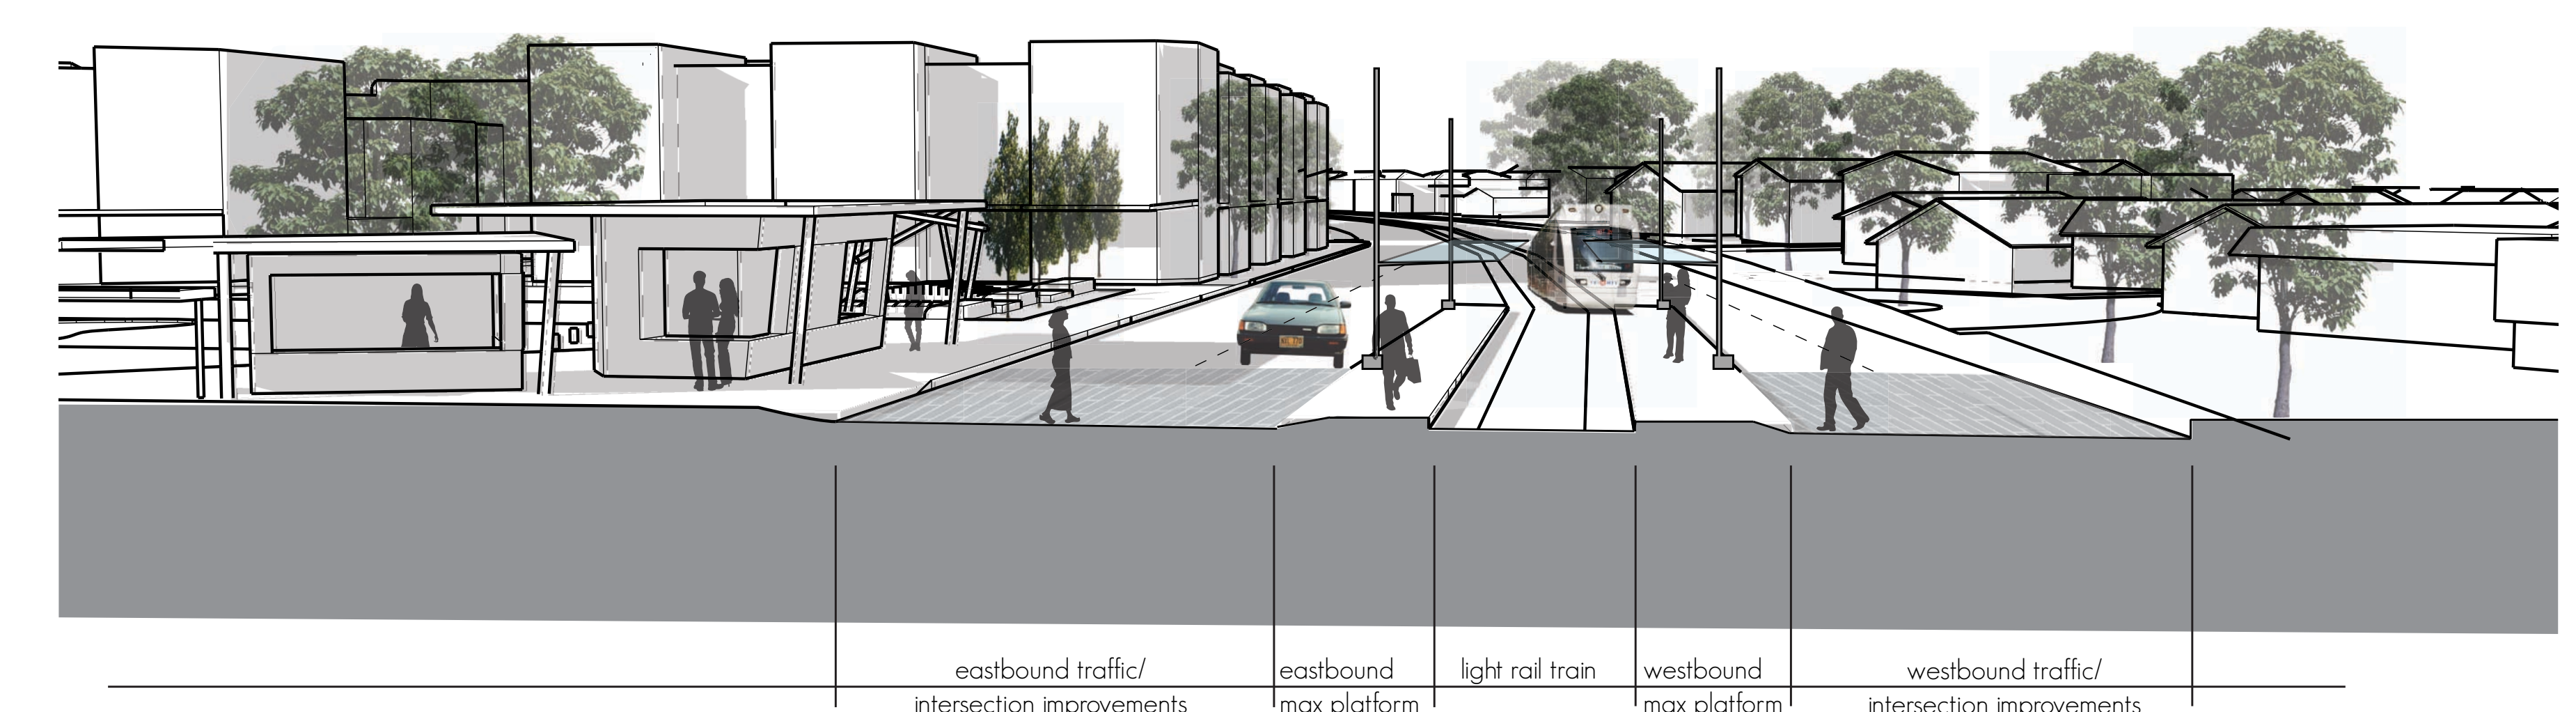 eastbound traffic/
intersection improvements
eastbound
max platform
light rail train
westbound
max platform
westbound traffic/
intersection improvements